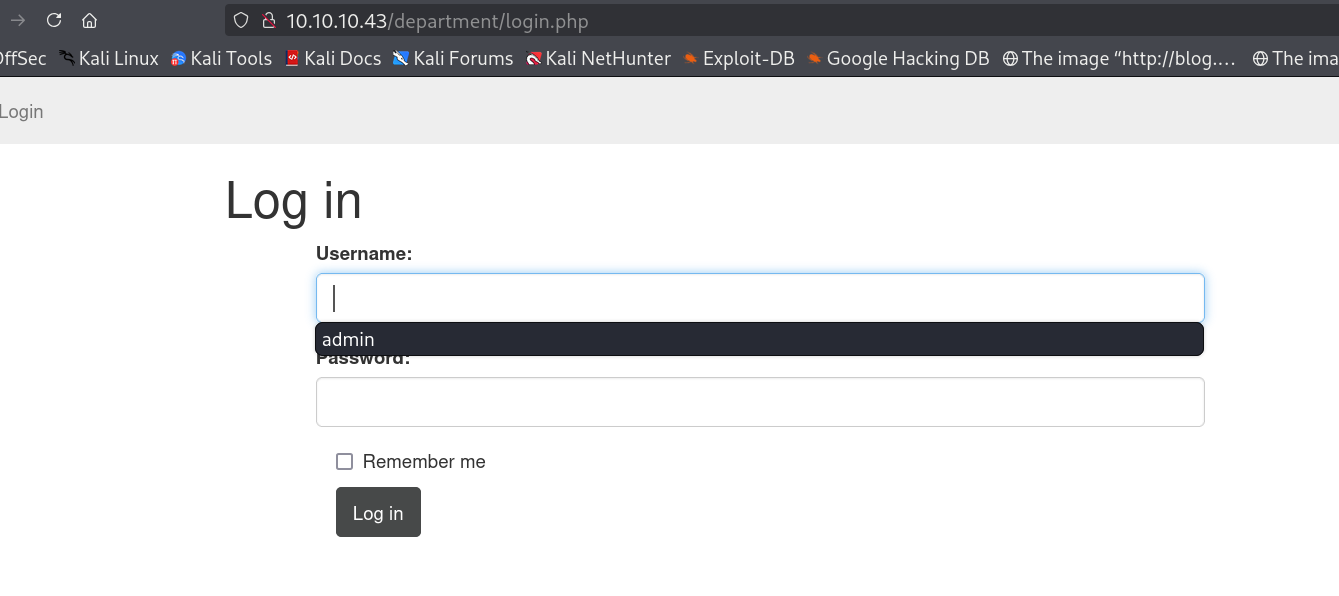 10.10.10.43/department/login.php
OffSec Kali Linux Kali Tools Kali Docs Kali Forums Kali NetHunter Exploit-DB Google Hacking DB The image “http://blog.… The ima
Login
Log in
Username:
admin
Password:
Remember me
Log in